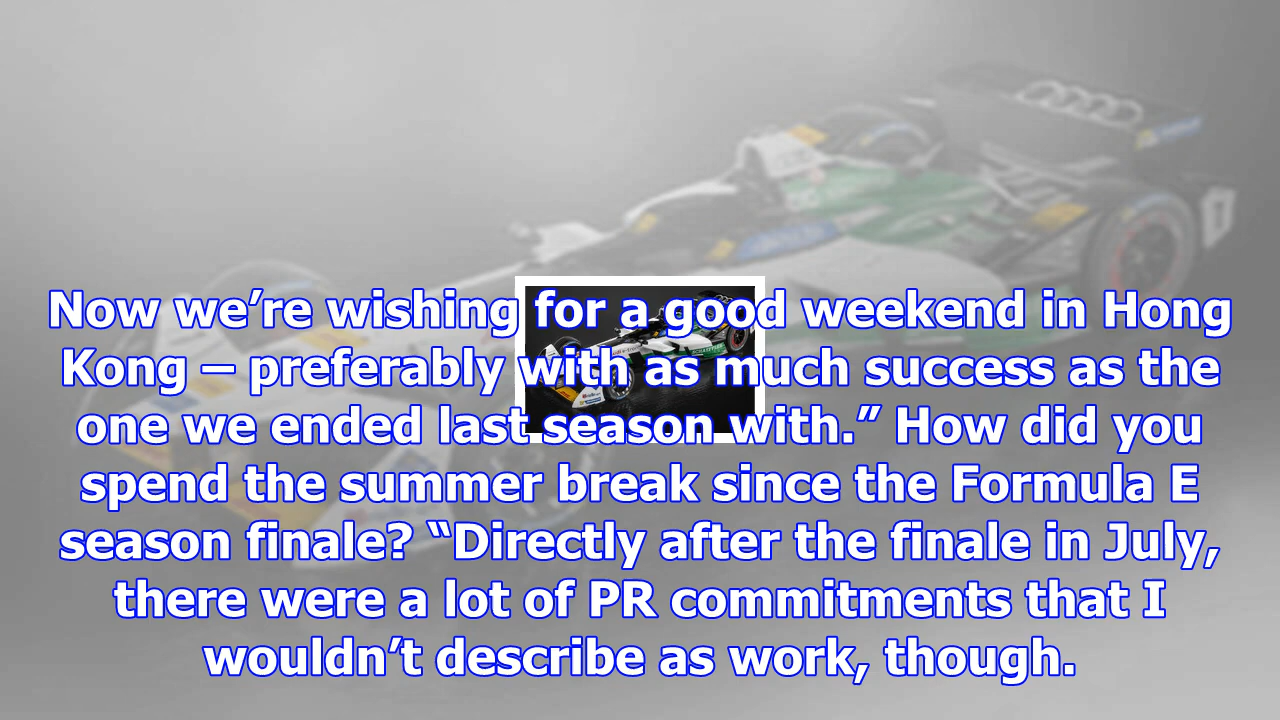 Now we’re wishing for a good weekend in Hong
Kong – preferably with as much success as the
one we ended last season with.” How did you
spend the summer break since the Formula E
season finale? “Directly after the finale in July,
there were a lot of PR commitments that I
wouldn’t describe as work, though.